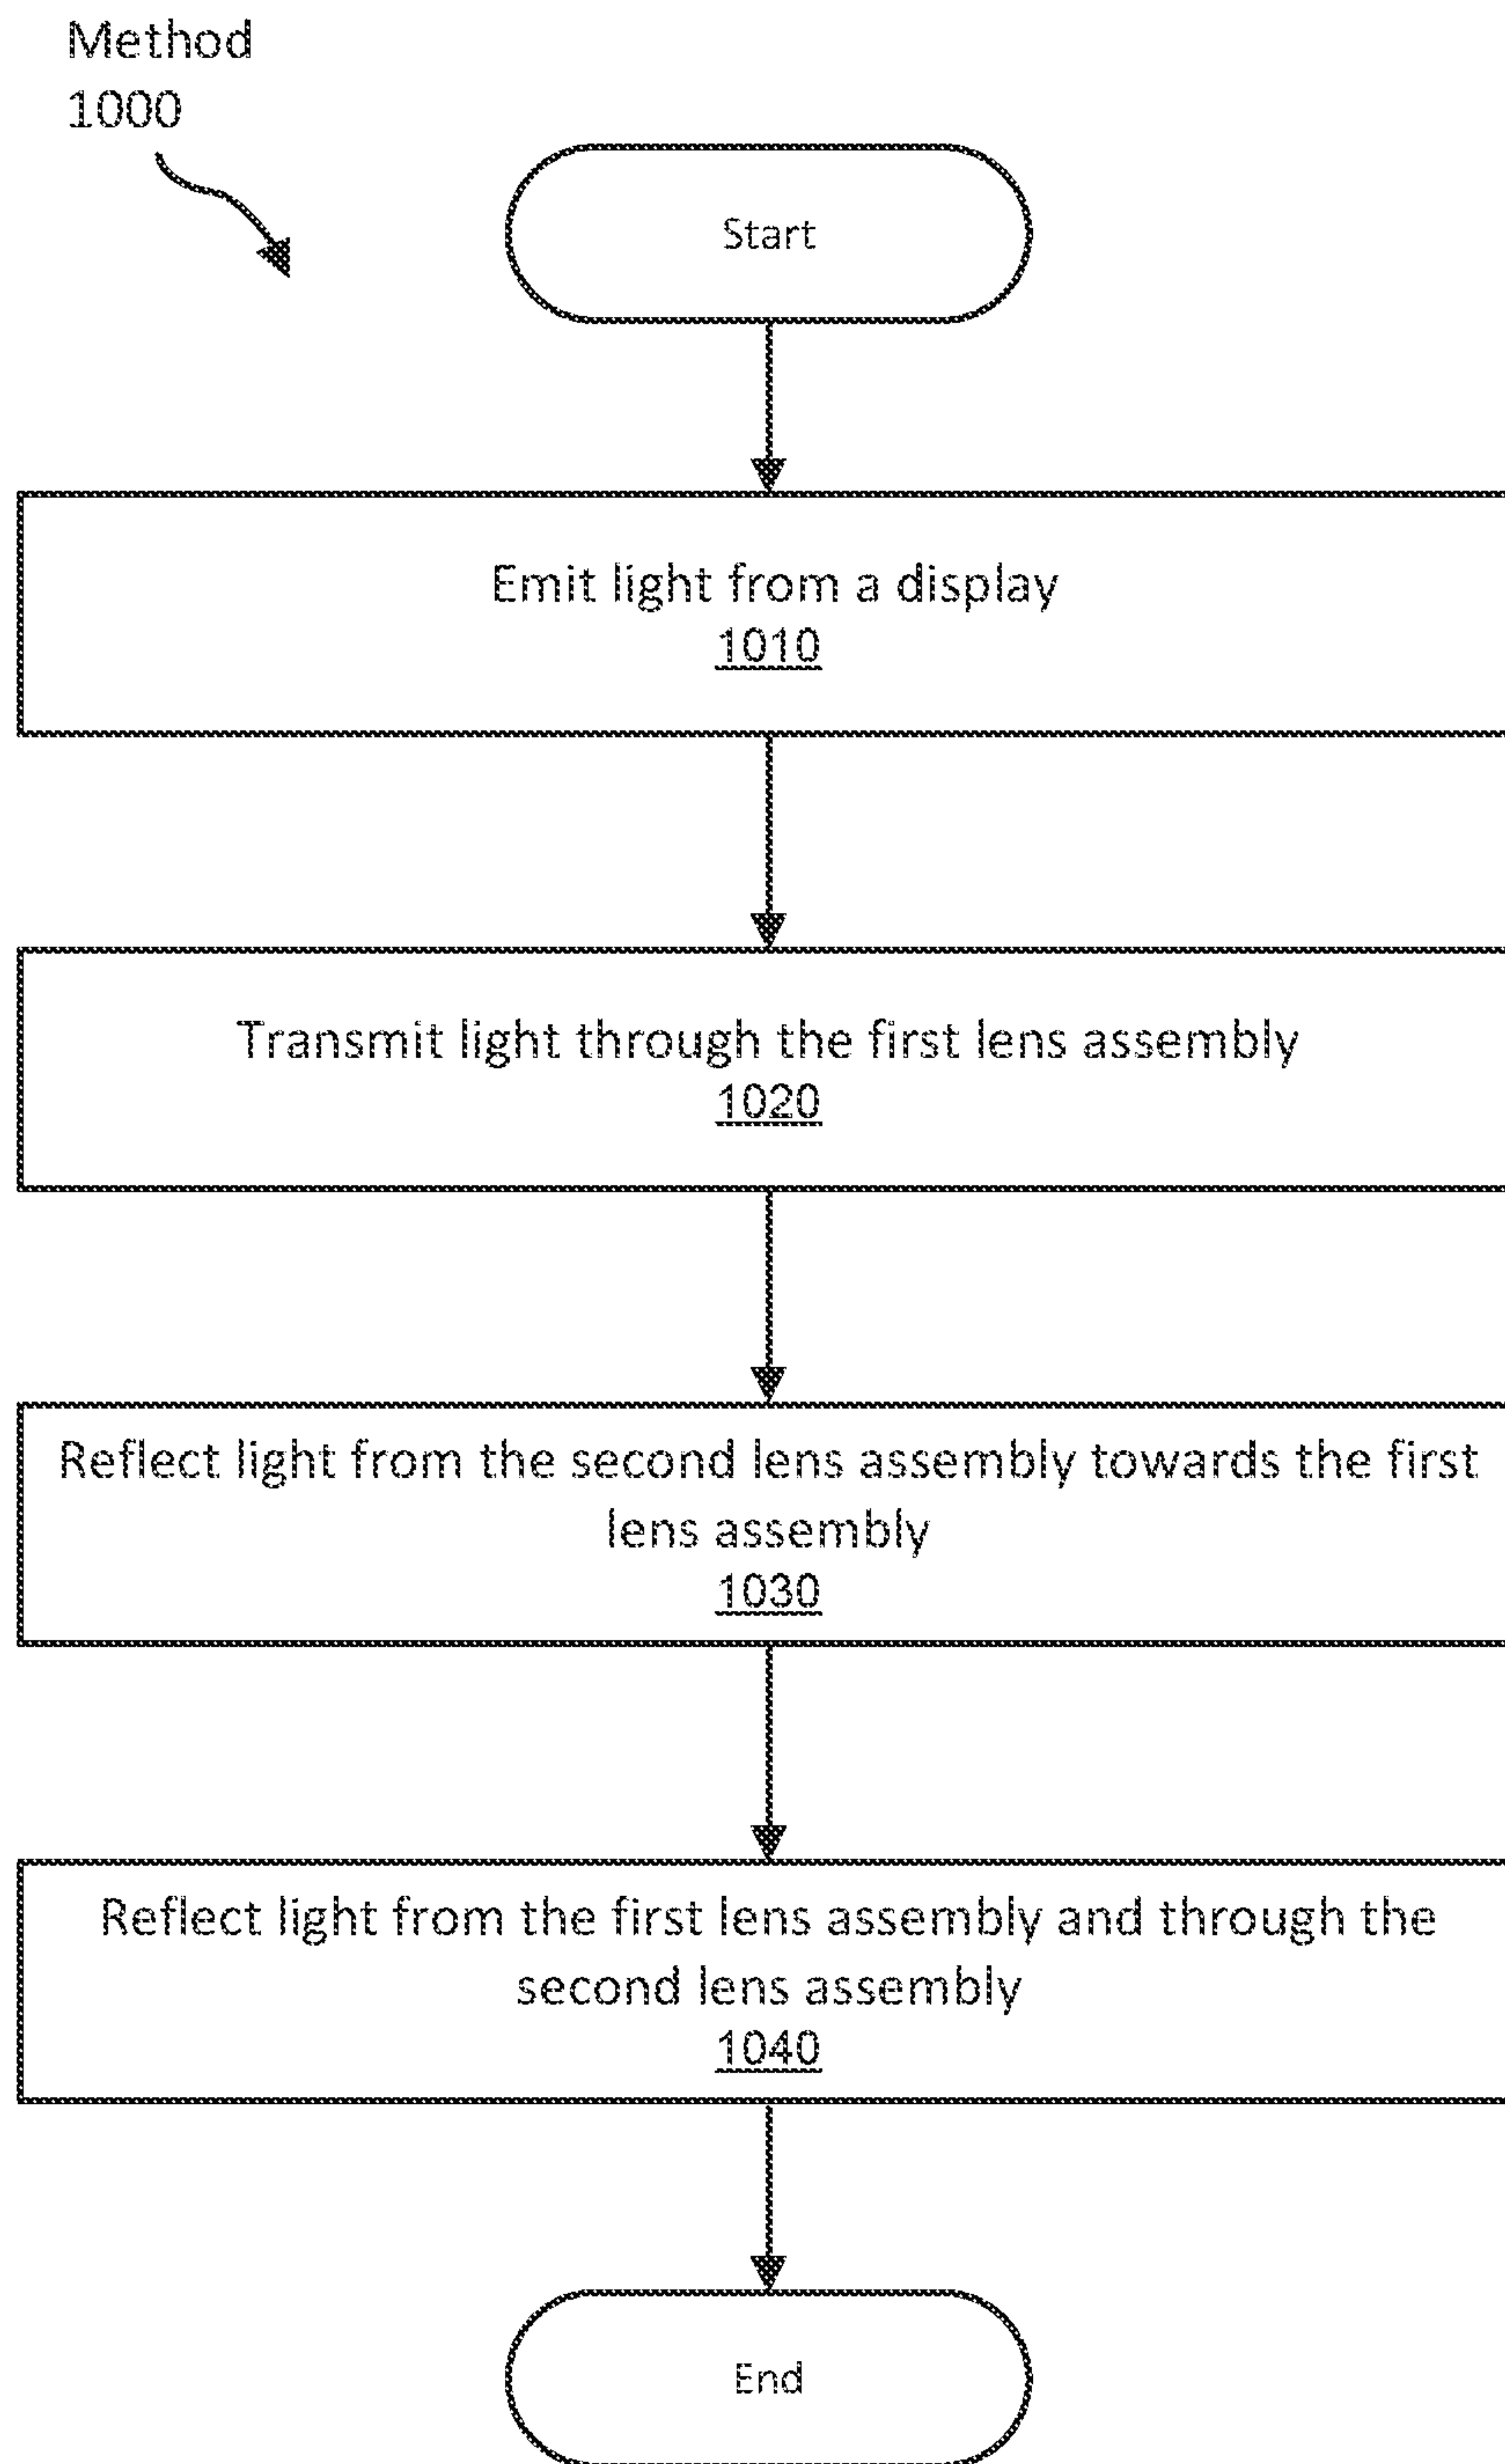 Method
1000
Start
Emit light from a display
1010
Transmit light through the first lens assembly
1020
Reflect light from the second lens assembly towards the first
lens assembly
1030
Reflect light from the first lens assembly and through the
second lens assembly
1040
End